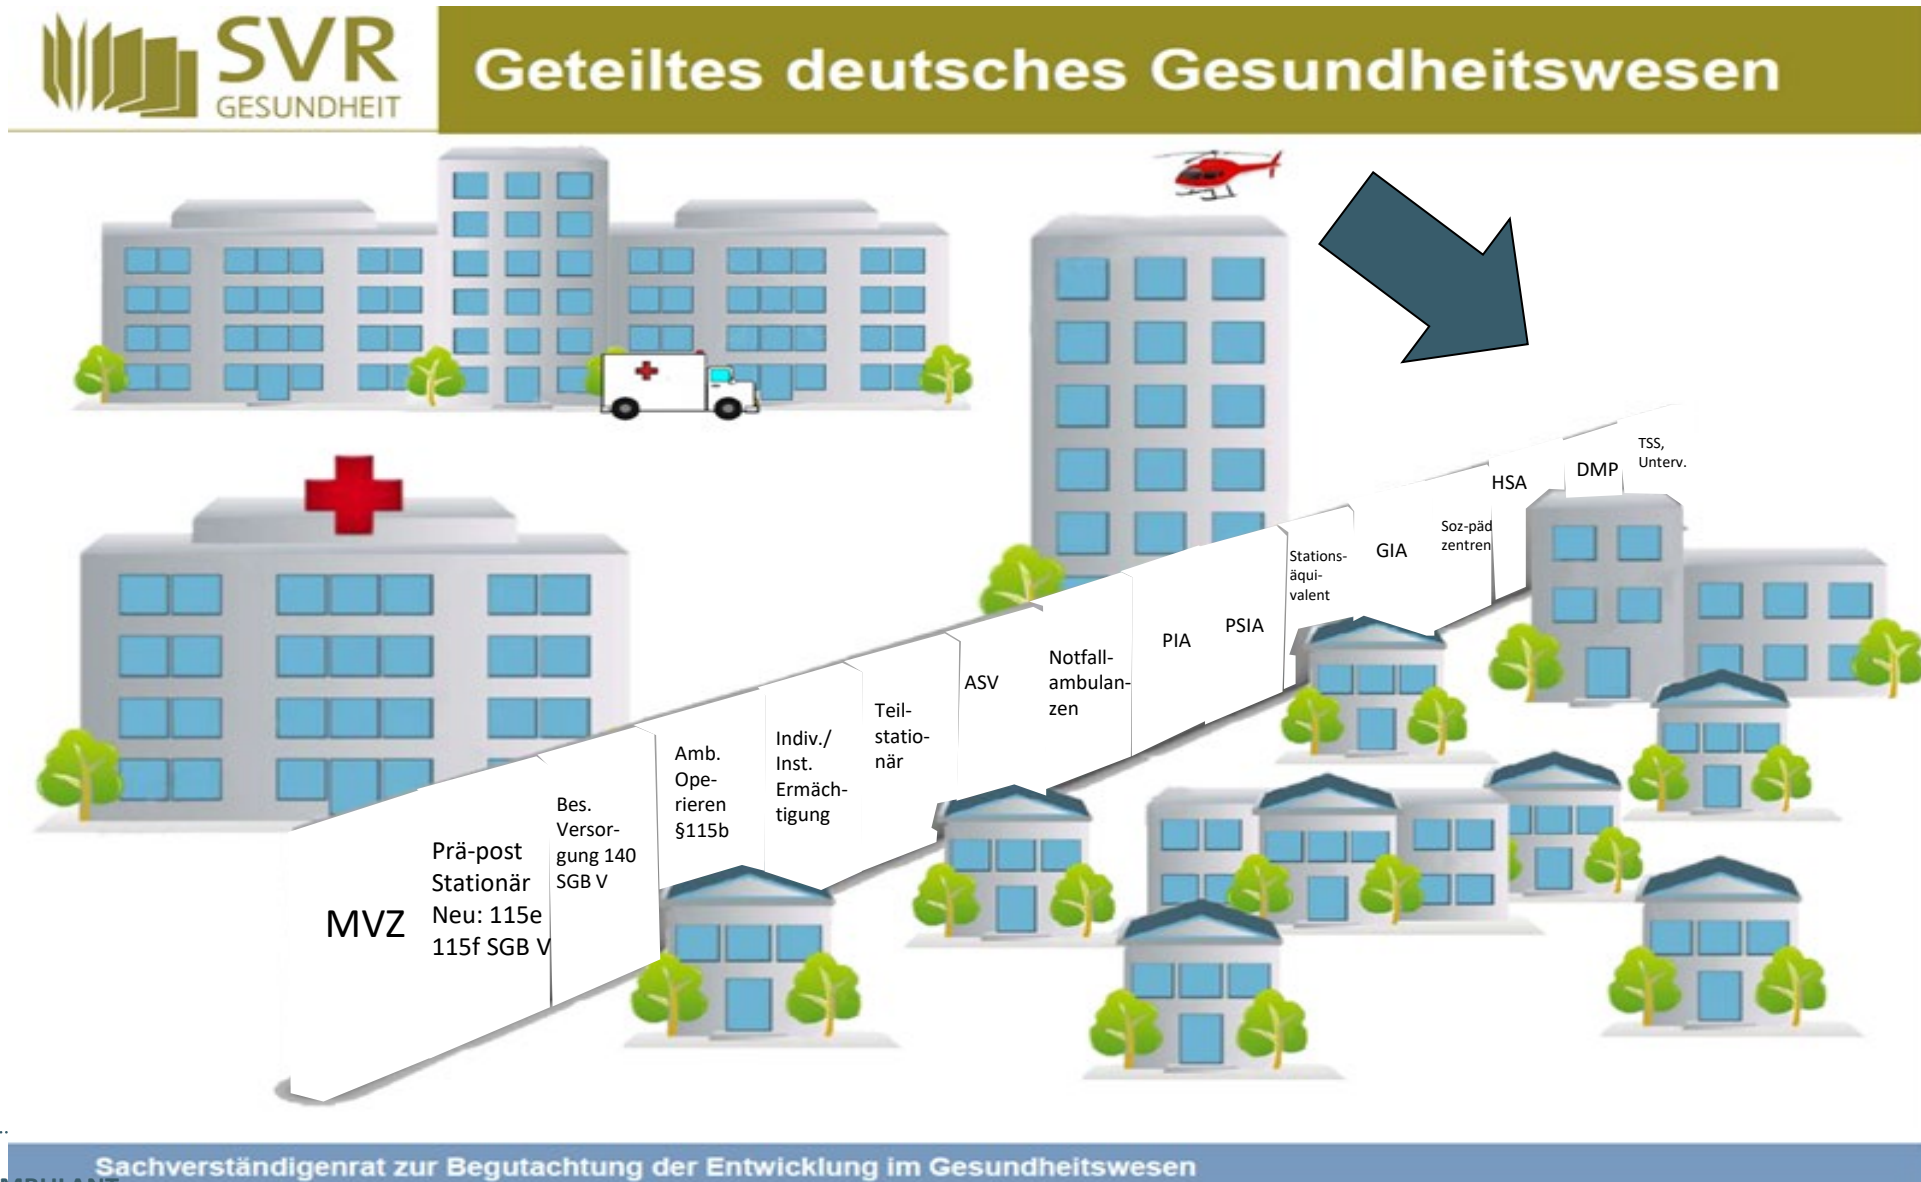 SVR
GESUNDHEIT
Geteiltes deutsches Gesundheitswesen
MVZ
Prä-post
Stationär
Neu: 115e
115f SGB V
Bes.
Versor-
gung 140
SGB V
Amb.
Ope-
rieren
§115b
Indiv./
Inst.
Ermäch-
tigung
Teil-
statio-
när
ASV
Notfall-
ambulan-
zen
PIA
PSIA
Stations-
äqui-
valent
GIA
Soz-päd
zentren
HSA
DMP
TSS,
Unterv.
Sachverständigenrat zur Begutachtung der Entwicklung im Gesundheitswesen